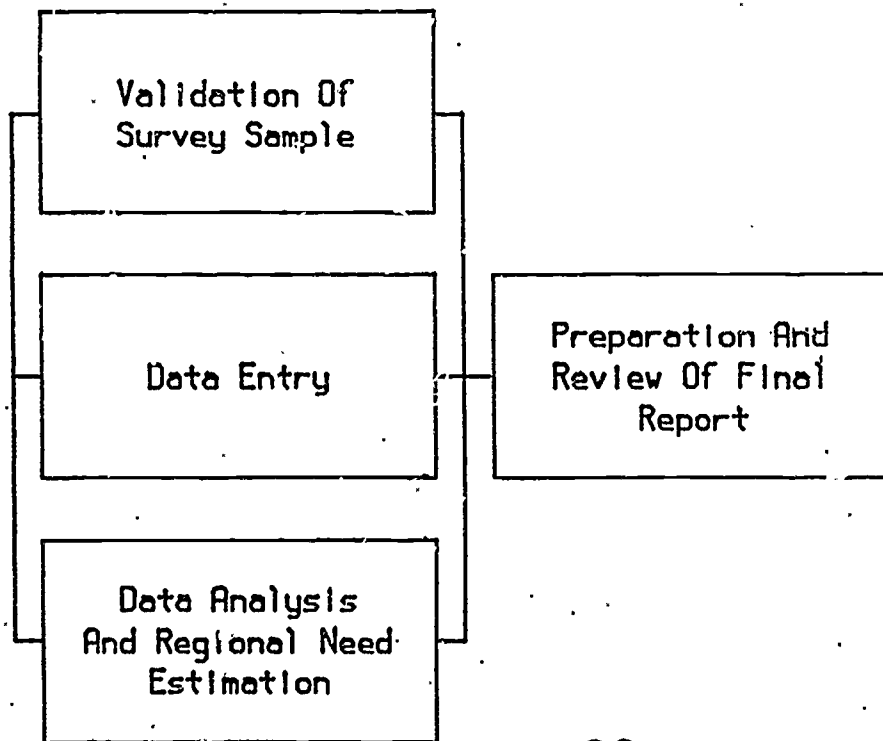 Validation Of
Survey Sample
Data Entry
Preparation And
Review Of Final
Report
Data Analysis
And Regional Need
Estimation